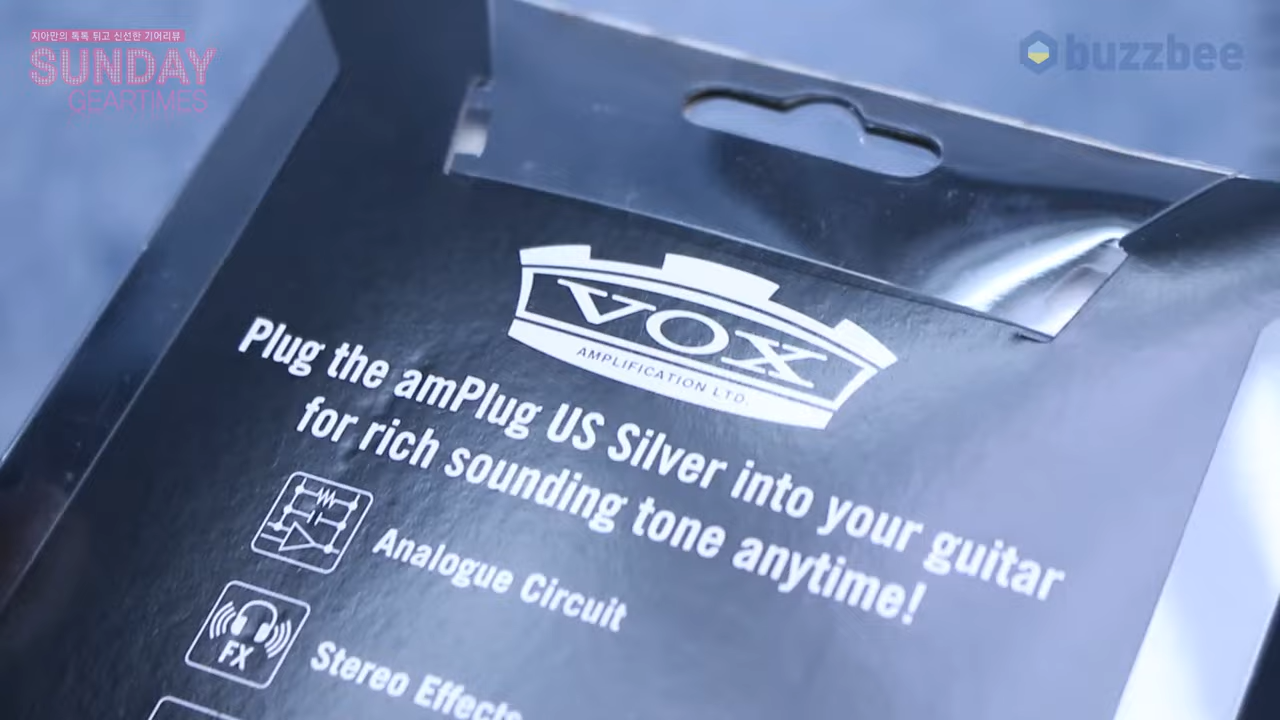 지아만의 톡톡 튀고 신선한 기어리뷰
SUNDAY
GEARTIMES
buzzbee
VOX
AMPLIFICATION LTD.
Plug the amPlug US Silver into your guitar
for rich sounding tone anytime!
Analogue Circuit
FX
Stereo Effects